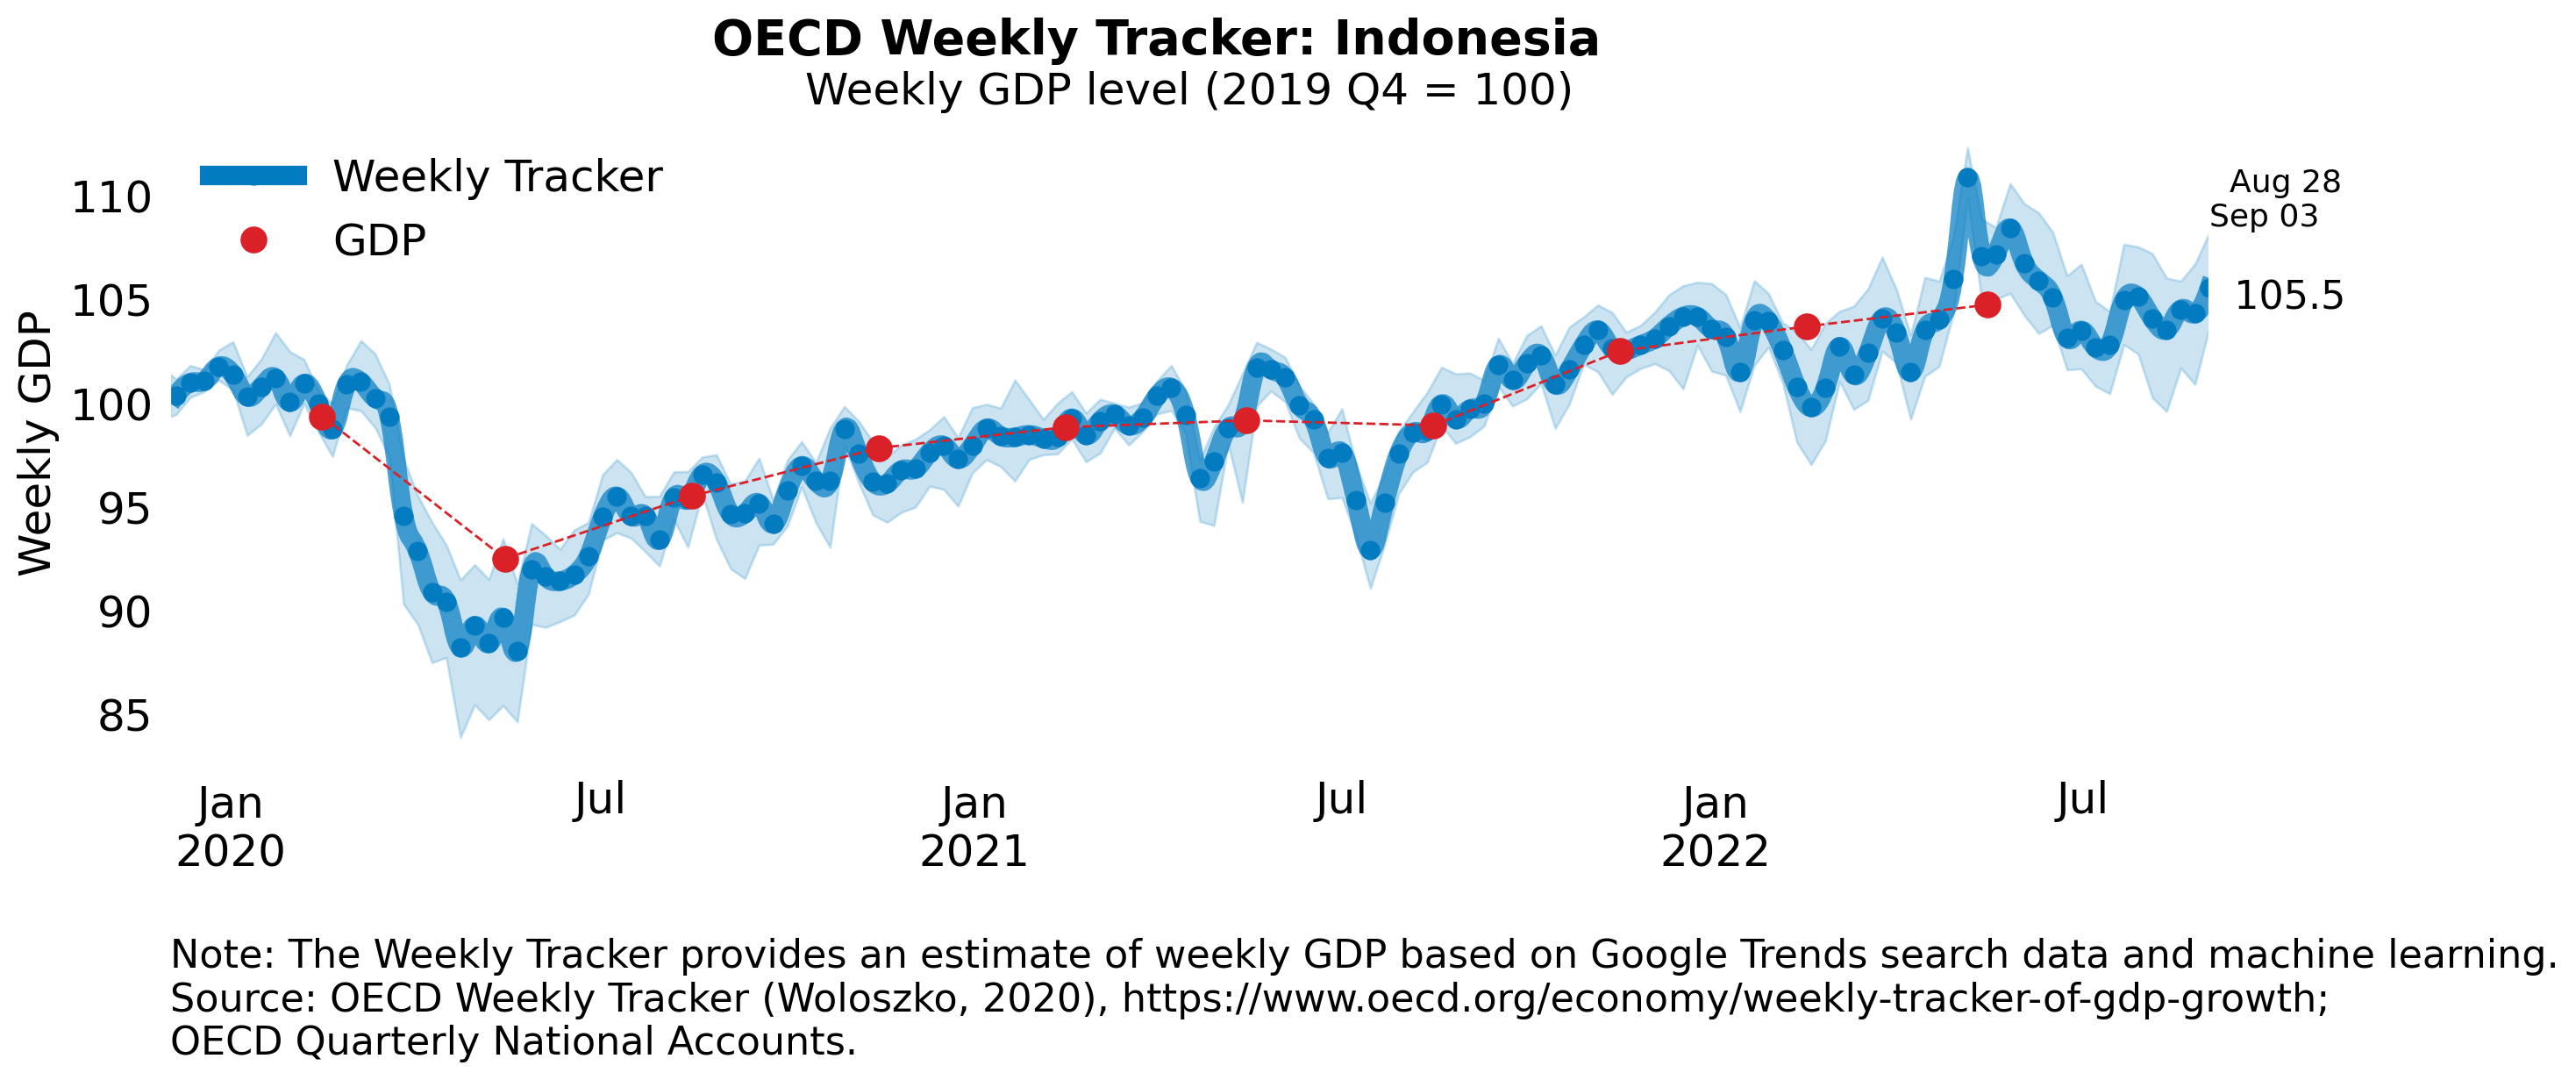 OECD Weekly Tracker: Indonesia
Weekly GDP level (2019 Q4 = 100)
Weekly Tracker
GDP
Aug 28
Sep 03
105.5
Weekly GDP
110
105
100
95
90
85
Jan
2020
Jul
Jan
2021
Jul
Jan
2022
Jul
Note: The Weekly Tracker provides an estimate of weekly GDP based on Google Trends search data and machine learning.
Source: OECD Weekly Tracker (Woloszko, 2020), https://www.oecd.org/economy/weekly-tracker-of-gdp-growth;
OECD Quarterly National Accounts.